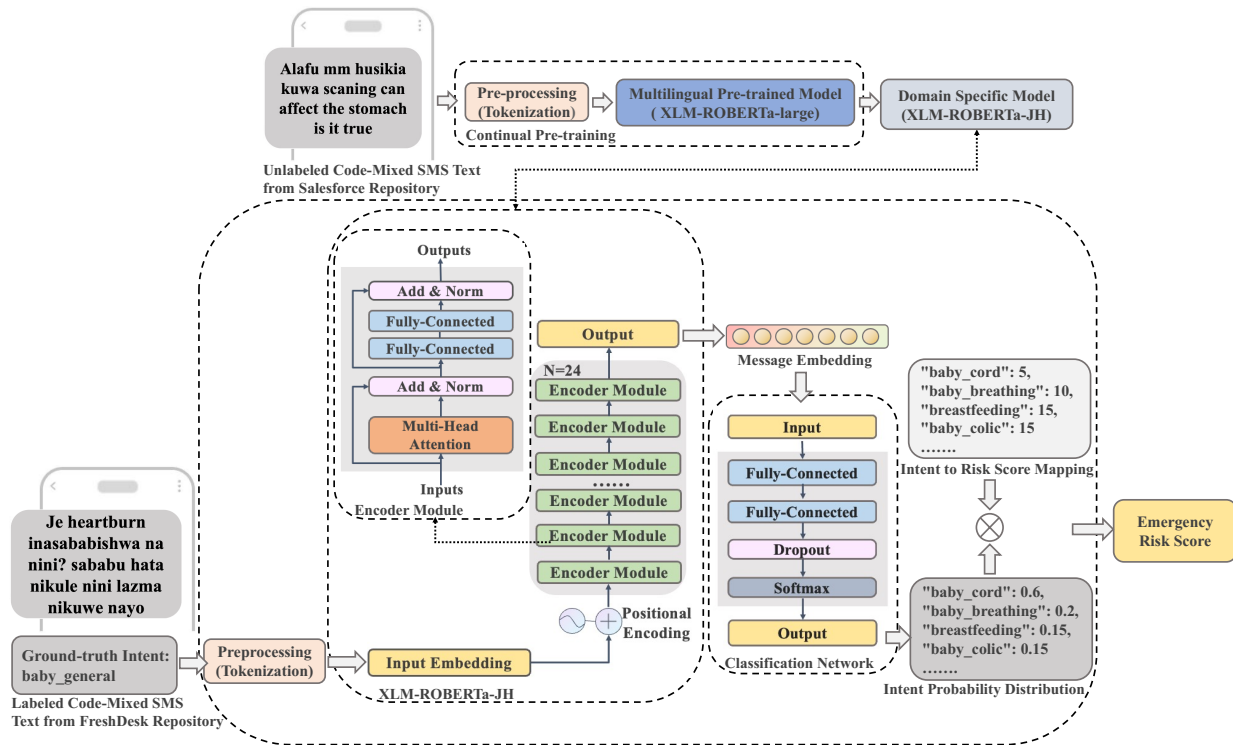 Alafu mm husikia
kuwa scaning can
affect the stomach
is it true
Unlabeled Code-Mixed SMS Text
from Salesforce Repository
Pre-processing
(Tokenization)
Continual Pre-training
Multilingual Pre-trained Model
( XLM-ROBERTa-large)
Domain Specific Model
(XLM-ROBERTa-JH)
Outputs
Add & Norm
Fully-Connected
Fully-Connected
Add & Norm
Multi-Head
Attention
Inputs
Encoder Module
Output
N=24
Encoder Module
Encoder Module
Encoder Module
......
Encoder Module
Encoder Module
Encoder Module
Positional
Encoding
Input Embedding
XLM-ROBERTa-JH
Message Embedding
Input
Fully-Connected
Fully-Connected
Dropout
Softmax
Output
Classification Network
"baby_cord": 5,
"baby_breathing": 10,
"breastfeeding": 15,
"baby_colic": 15
.......
Intent to Risk Score Mapping
"baby_cord": 0.6,
"baby_breathing": 0.2,
"breastfeeding": 0.15,
"baby_colic": 0.15
.......
Intent Probability Distribution
Emergency
Risk Score
Je heartburn
inasababishwa na
nini? sababu hata
nikule nini lazma
nikuwe nayo
Ground-truth Intent:
baby_general
Labeled Code-Mixed SMS
Text from FreshDesk Repository
Preprocessing
(Tokenization)